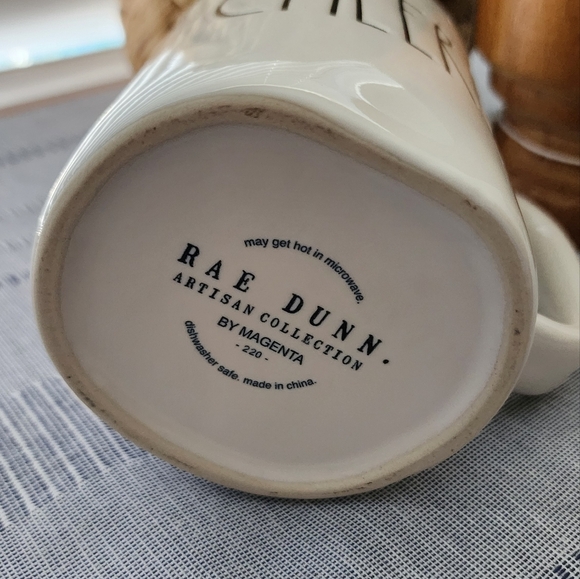 may get hot in microwave.
RAE DUNN.
ARTISAN COLLECTION
BY MAGENTA
- 220 -
dishwasher safe. made in china.